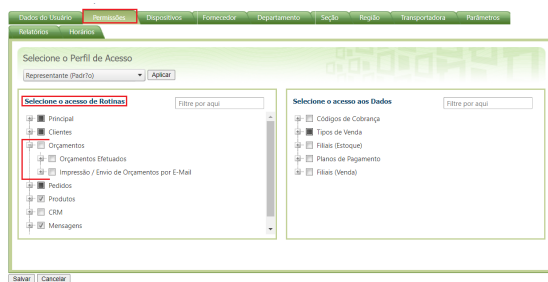 Dados do Usuário Permissões Dispositivos Fornecedor Departamento Seção Região Transportadora Parâmetros
Relatórios Horários
Selecione o Perfil de Acesso
Representante (Padr?o) Aplicar
Selecione o acesso de Rotinas Filtre por aqui
Principal
Clientes
Orçamentos
Orçamentos Efetuados
Impressão / Envio de Orçamentos por E-Mail
Pedidos
Produtos
CRM
Mensagens
Selecione o acesso aos Dados Filtre por aqui
Códigos de Cobrança
Tipos de Venda
Filiais (Estoque)
Planos de Pagamento
Filiais (Venda)
Salvar Cancelar